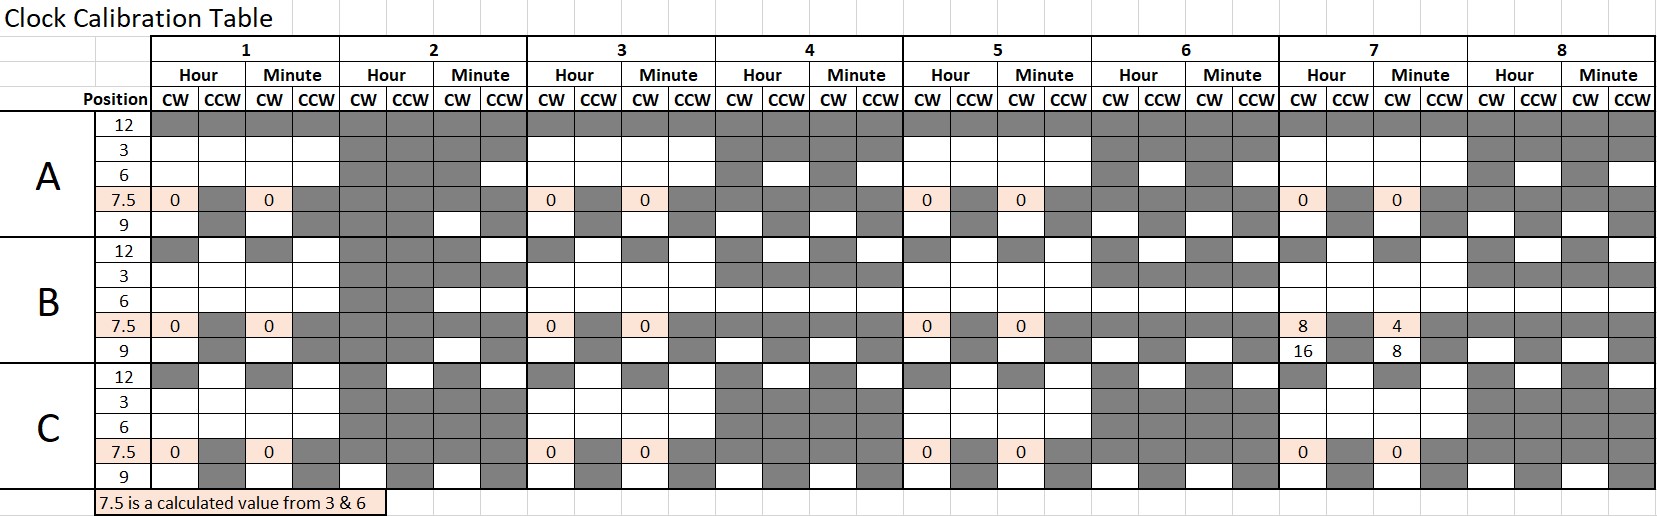 Clock Calibration Table
1 2 3 4 5 6 7 8
Hour Minute Hour Minute Hour Minute Hour Minute Hour Minute Hour Minute Hour Minute Hour Minute
Position CW CCW CW CCW CW CCW CW CCW CW CCW CW CCW CW CCW CW CCW CW CCW CW CCW CW CCW CW CCW CW CCW CW CCW CW CCW CW CCW
A
12
3
6
7.5 0 0 0 0 0 0 0 0
9
B
12
3
6
7.5 0 0 0 0 0 0 8 4
9 16 8
C
12
3
6
7.5 0 0 0 0 0 0 0 0
9
7.5 is a calculated value from 3 & 6